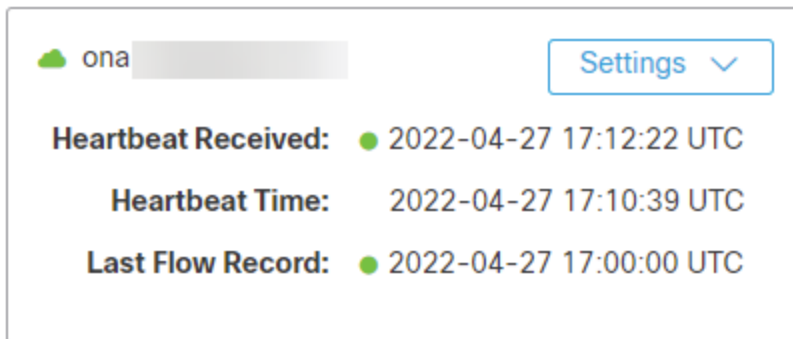 ona
Settings
Heartbeat Received: 2022-04-27 17:12:22 UTC
Heartbeat Time: 2022-04-27 17:10:39 UTC
Last Flow Record: 2022-04-27 17:00:00 UTC